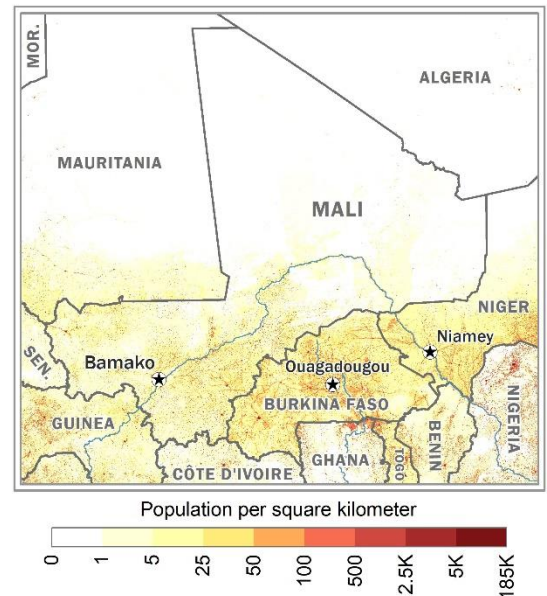 MOR.
ALGERIA
MAURITANIA
MALI
NIGER
Niamey
SEN.
Bamako
Ouagadougou
BURKINA FASO
GUINEA
BENIN
NIGERIA
TOGO
GHANA
CÔTE D'IVOIRE
Population per square kilometer
0
1
5
25
50
100
500
2.5K
5K
185K